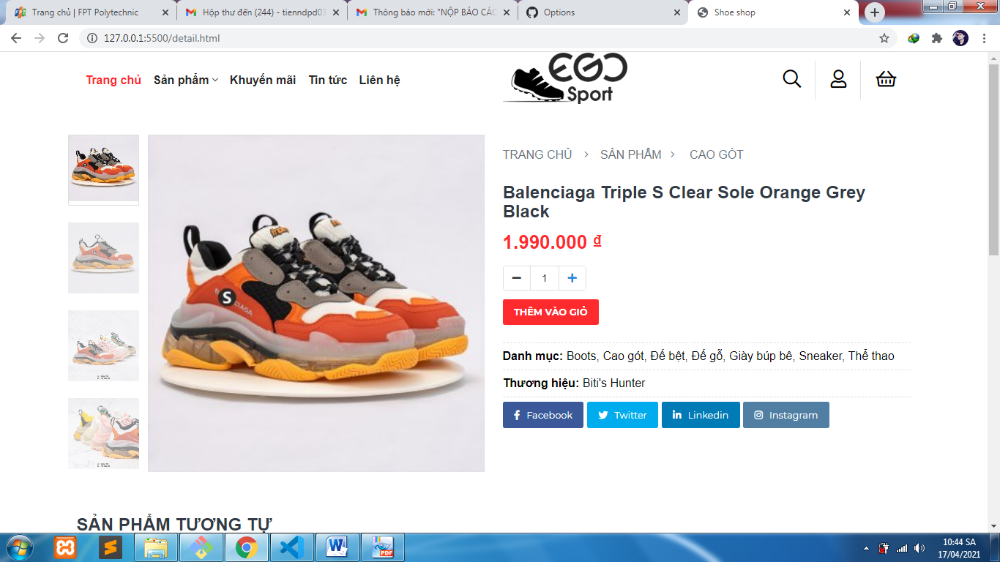 Trang chủ | FPT Polytechnic
Hộp thư đến (244) - tienndpd03
Thông báo mới: "NỘP BÁO CÁO
Options
Shoe shop
127.0.0.1:5500/detail.html
Trang chủ Sản phẩm Khuyến mãi Tin tức Liên hệ
EGO
Sport
TRANG CHỦ > SẢN PHẨM > CAO GÓT
Balenciaga Triple S Clear Sole Orange Grey
Black
1.990.000 ₫
− 1 +
THÊM VÀO GIỎ
Danh mục: Boots, Cao gót, Đế bệt, Đế gỗ, Giày búp bê, Sneaker, Thể thao
Thương hiệu: Biti's Hunter
Facebook Twitter Linkedin Instagram
S
CIAGA
SẢN PHẨM TƯƠNG TỰ
PDF
10:44 SA
17/04/2021